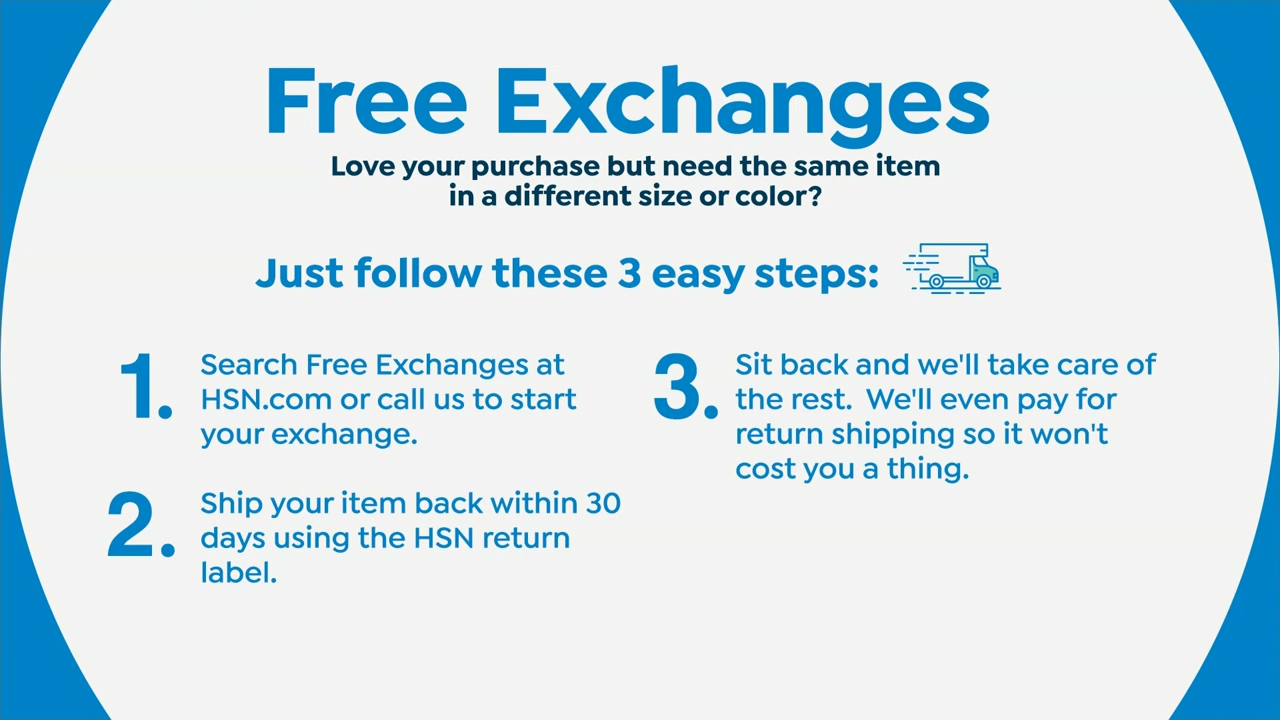 Free Exchanges
Love your purchase but need the same item
in a different size or color?
Just follow these 3 easy steps:
1. Search Free Exchanges at
HSN.com or call us to start
your exchange.
2. Ship your item back within 30
days using the HSN return
label.
3. Sit back and we'll take care of
the rest.  We'll even pay for
return shipping so it won't
cost you a thing.